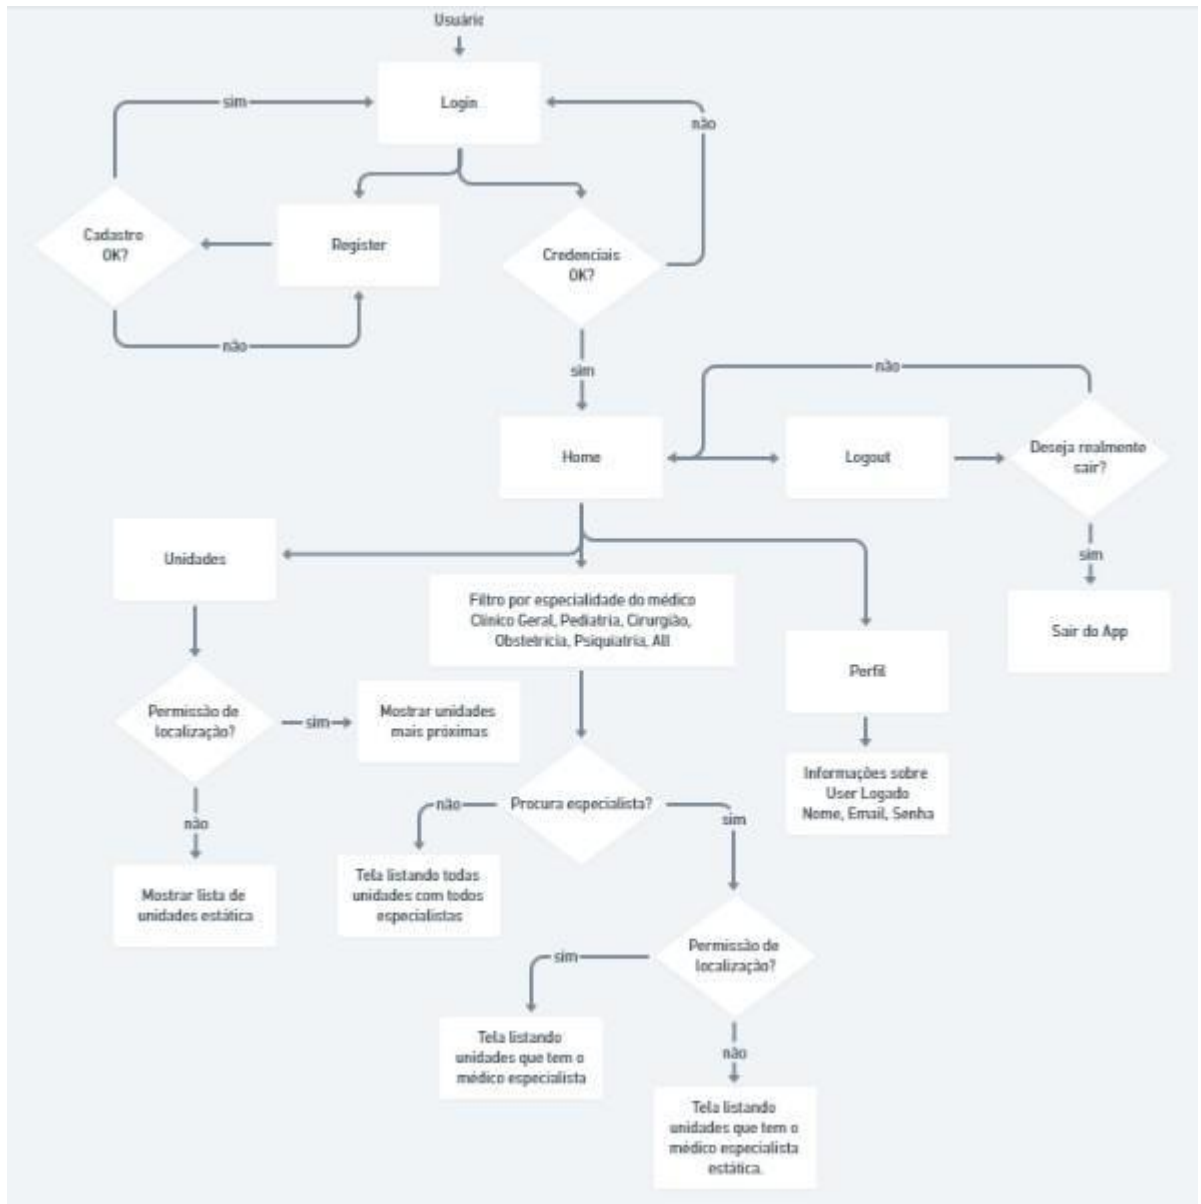 Usuário
Login
sim
não
Cadastro
OK?
Register
Credenciais
OK?
não
sim
não
Home
Logout
Deseja realmente
sair?
sim
Unidades
Filtro por especialidade do médico
Clínico Geral, Pediatria, Cirurgião,
Obstetrícia, Psiquiatria, All
Sair do App
Perfil
Permissão de
localização?
sim
Mostrar unidades
mais próximas
Informações sobre
User Logado
Nome, Email, Senha
não
Procura especialista?
não
sim
Mostrar lista de
unidades estática
Tela listando todas
unidades com todos
especialistas
Permissão de
localização?
sim
Tela listando
unidades que tem o
médico especialista
não
Tela listando
unidades que tem o
médico especialista
estática.